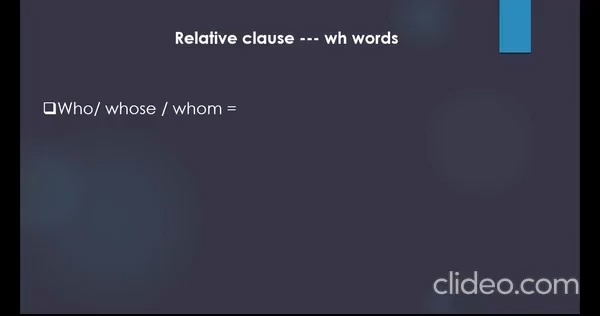 Relative clause --- wh words
❑Who/ whose / whom =
clideo.com